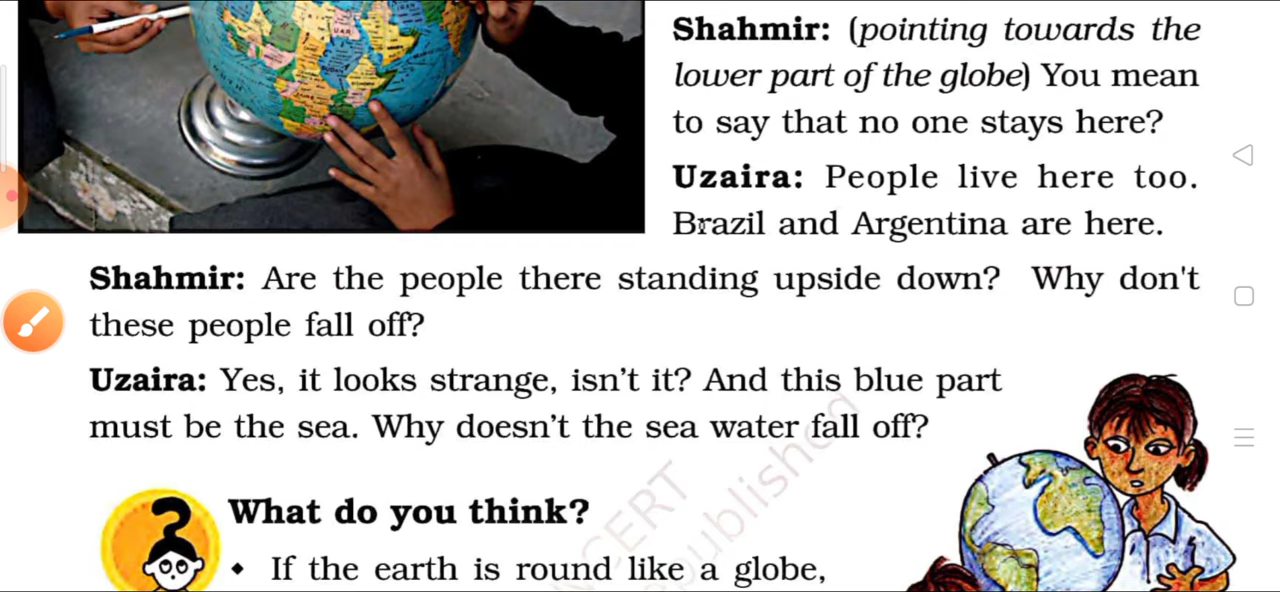 Shahmir: (pointing towards the
lower part of the globe) You mean
to say that no one stays here?
Uzaira: People live here too.
Brazil and Argentina are here.
Shahmir: Are the people there standing upside down? Why don't
these people fall off?
Uzaira: Yes, it looks strange, isn't it? And this blue part
must be the sea. Why doesn't the sea water fall off?
What do you think?
• If the earth is round like a globe,
NCERT
published